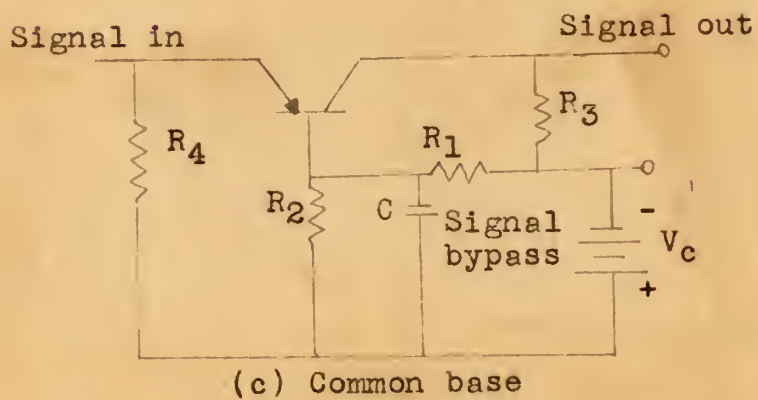 Signal in
Signal out
R4
R3
R1
R2
C
Signal
bypass
-
Vc
+
(c) Common base